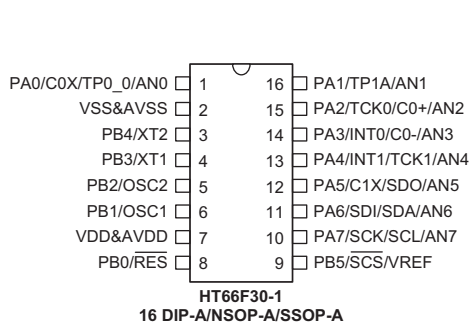 PA0/C0X/TP0_0/AN0 1 16 PA1/TP1A/AN1
VSS&AVSS 2 15 PA2/TCK0/C0+/AN2
PB4/XT2 3 14 PA3/INT0/C0-/AN3
PB3/XT1 4 13 PA4/INT1/TCK1/AN4
PB2/OSC2 5 12 PA5/C1X/SDO/AN5
PB1/OSC1 6 11 PA6/SDI/SDA/AN6
VDD&AVDD 7 10 PA7/SCK/SCL/AN7
PB0/RES 8 9 PB5/SCS/VREF
HT66F30-1
16 DIP-A/NSOP-A/SSOP-A